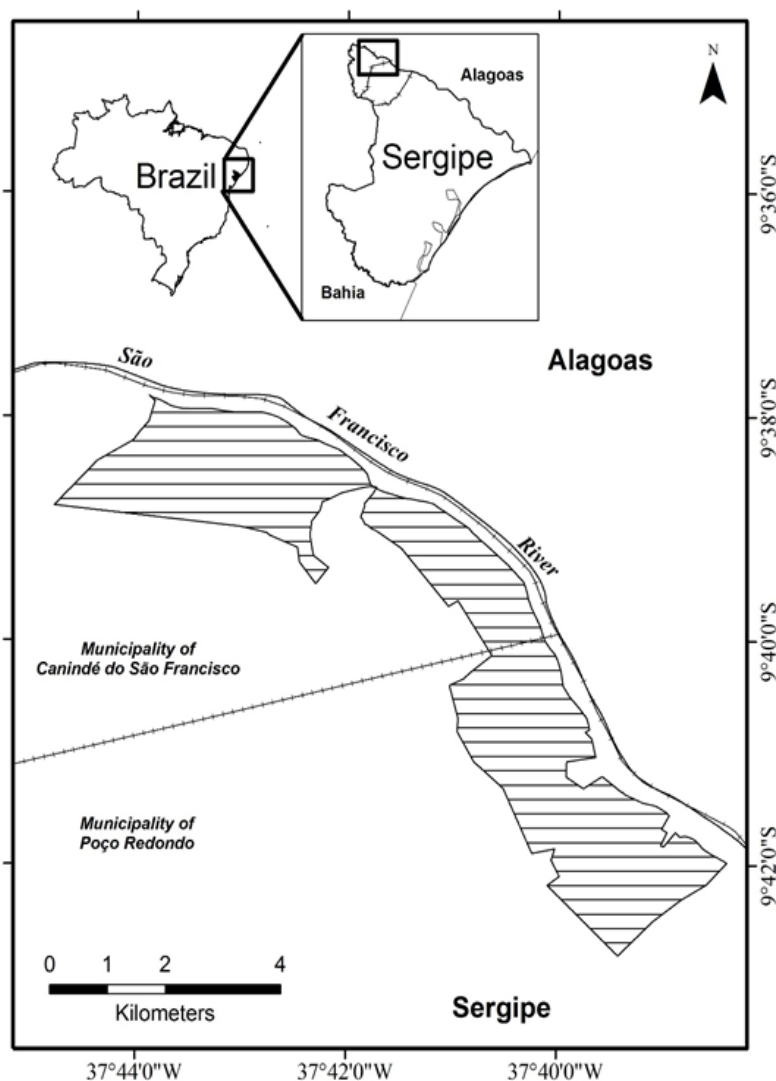 N
Alagoas
Brazil
Sergipe
Bahia
9°36'0"S
Alagoas
São
Francisco
River
9°38'0"S
9°40'0"S
Municipality of
Canindé do São Francisco
Municipality of
Poço Redondo
9°42'0"S
0 1 2 4
Kilometers
Sergipe
37°44'0"W 37°42'0"W 37°40'0"W